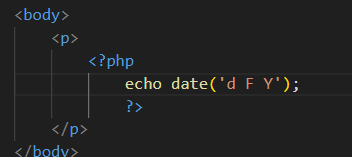 <body>
<p>
<?php
echo date('d F Y');
?>
</p>
</body>